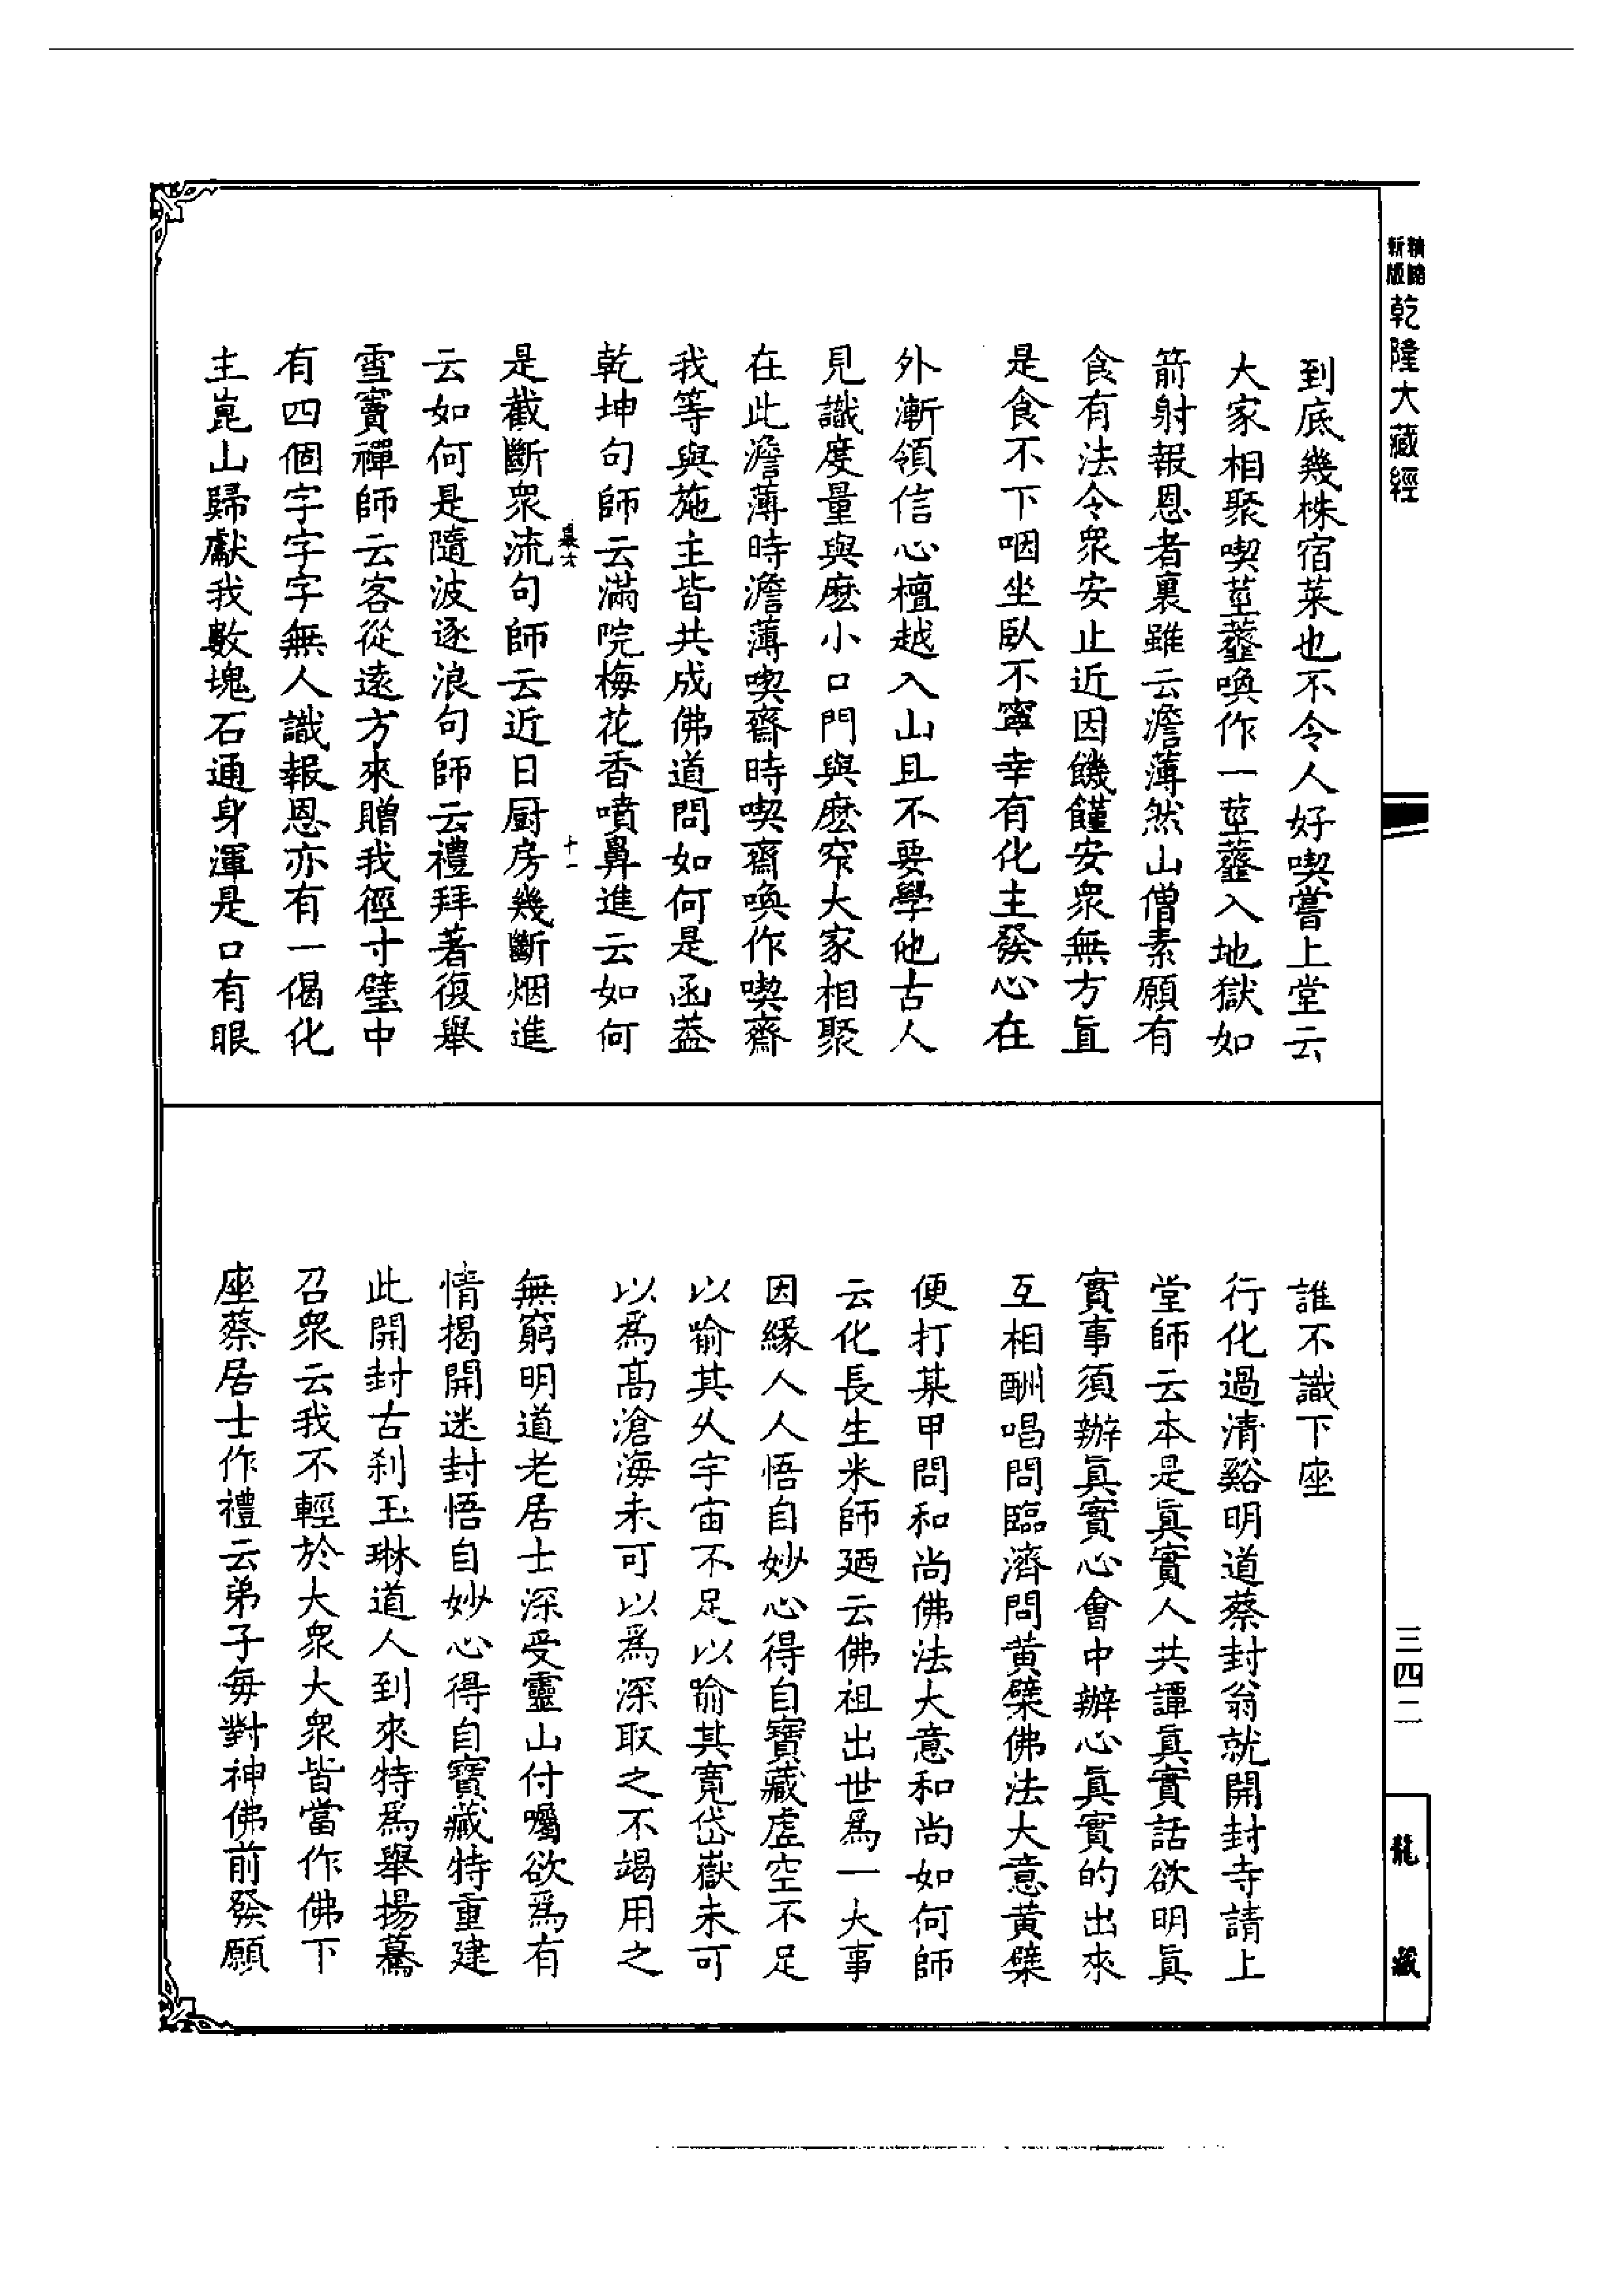 精縮新版 乾隆大藏經
到底幾株宿菜也不令人好喫嘗上堂云
大家相聚喫莖虀喚作一莖虀入地獄如
箭射報恩者裏雖云澹薄然山僧素願有
食有法令衆安止近因饑饉安衆無方直
是食不下咽坐臥不寧幸有化主發心在
外漸領信心檀越入山且不要學他古人
見識度量與麽小口門與麽窄大家相聚
在此澹薄時澹薄喫齋時喫齋喚作喫齋
我等與施主皆共成佛道問如何是函葢
乾坤句師云滿院梅花香噴鼻進云如何
十一
是截斷衆流句師云近日厨房幾斷烟進
云如何是隨波逐浪句師云禮拜著復舉
雪竇禪師云客從遠方來贈我徑寸璧中
有四個字字字無人識報恩亦有一偈化
主崑山歸獻我數塊石通身渾是口有眼
誰不識下座
行化過清谿明道蔡封翁就開封寺請上
堂師云本是眞實人共譚眞實話欲明眞
實事須辦眞實心會中辦心眞實的出來
互相酬唱問臨濟問黄檗佛法大意黄檗
便打某甲問和尚佛法大意和尚如何師
云化長生米師廼云佛祖出世爲一大事
因緣人人悟自妙心得自寶藏虛空不足
以喻其久宇宙不足以喻其寬岱嶽未可
以爲高滄海未可以爲深取之不竭用之
無窮明道老居士深受靈山付囑欲爲有
情揭開迷封悟自妙心得自寶藏特重建
此開封古刹玉琳道人到來特爲舉揚驀
召衆云我不輕於大衆大衆皆當作佛下
座蔡居士作禮云弟子每對神佛前發願
三四二
龍藏